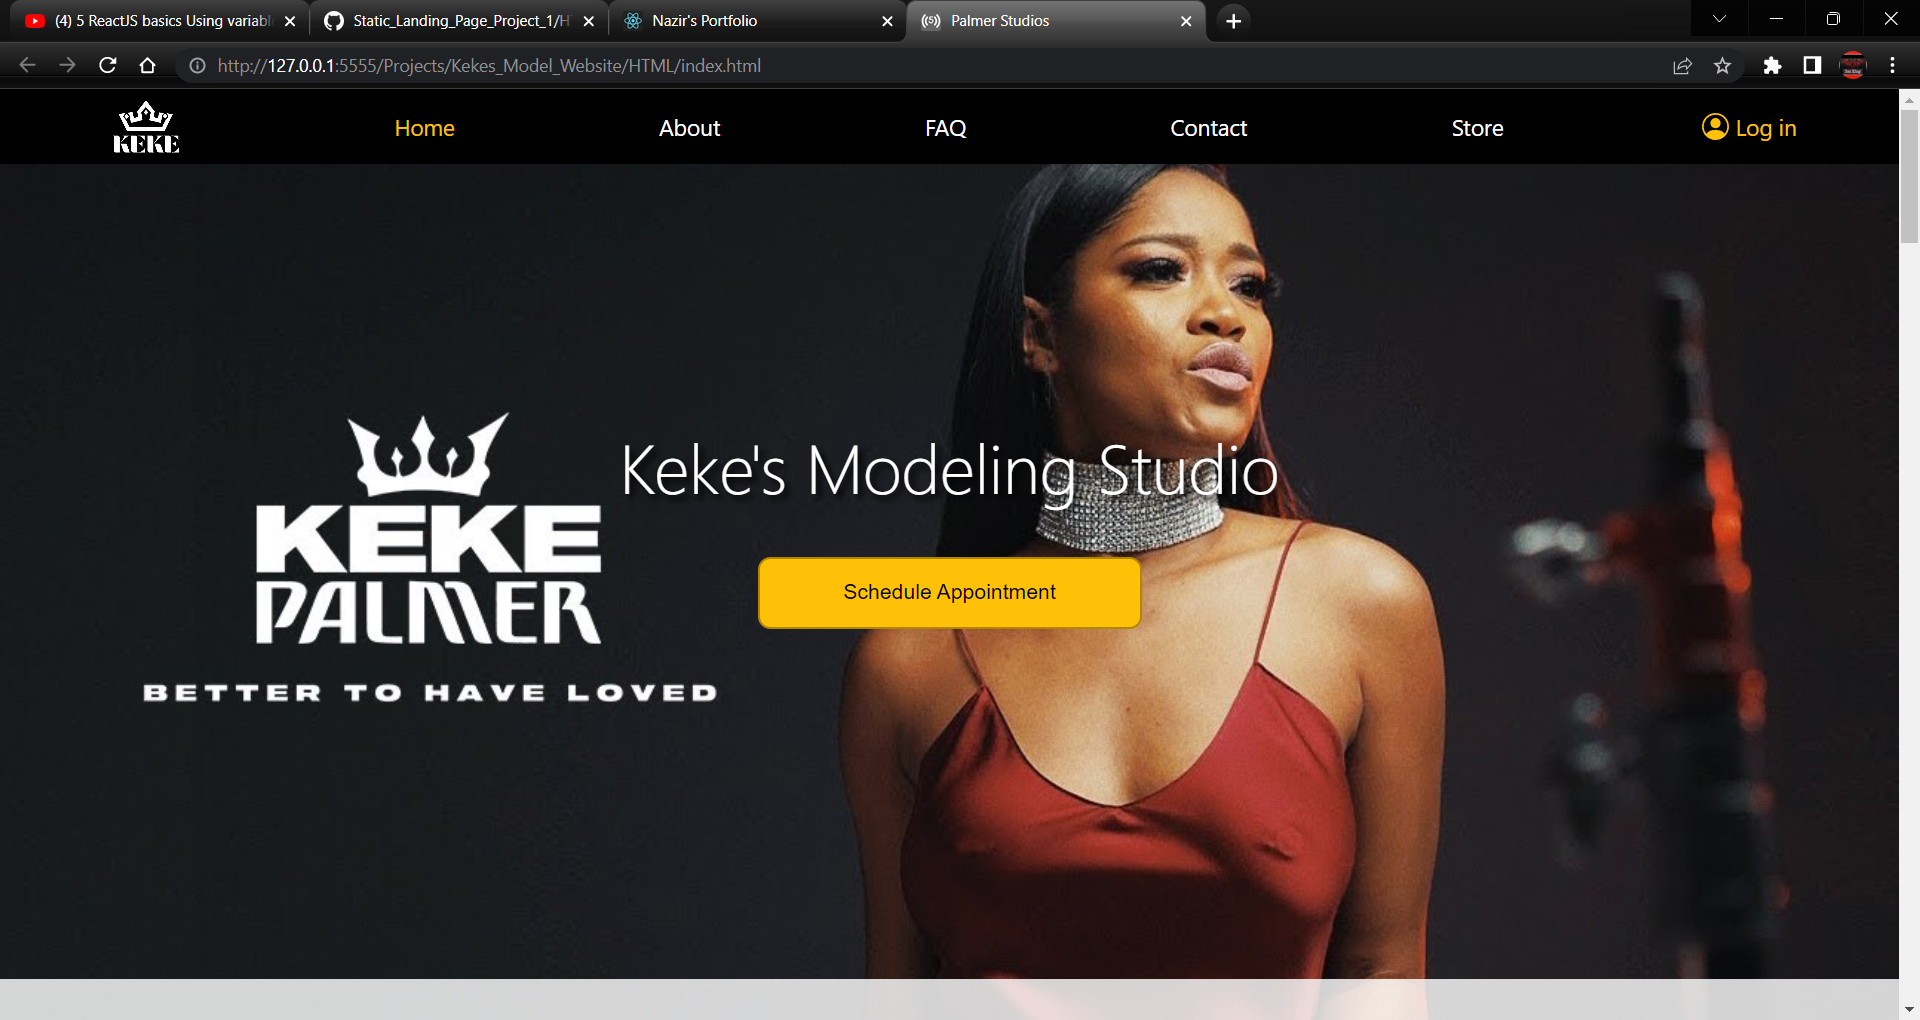 (4) 5 ReactJS basics Using variabl
Static_Landing_Page_Project_1/H
Nazir's Portfolio
Palmer Studios
http://127.0.0.1:5555/Projects/Kekes_Model_Website/HTML/index.html
KEKE
Home
About
FAQ
Contact
Store
Log in
KEKE
PALMER
BETTER TO HAVE LOVED
Keke's Modeling Studio
Schedule Appointment